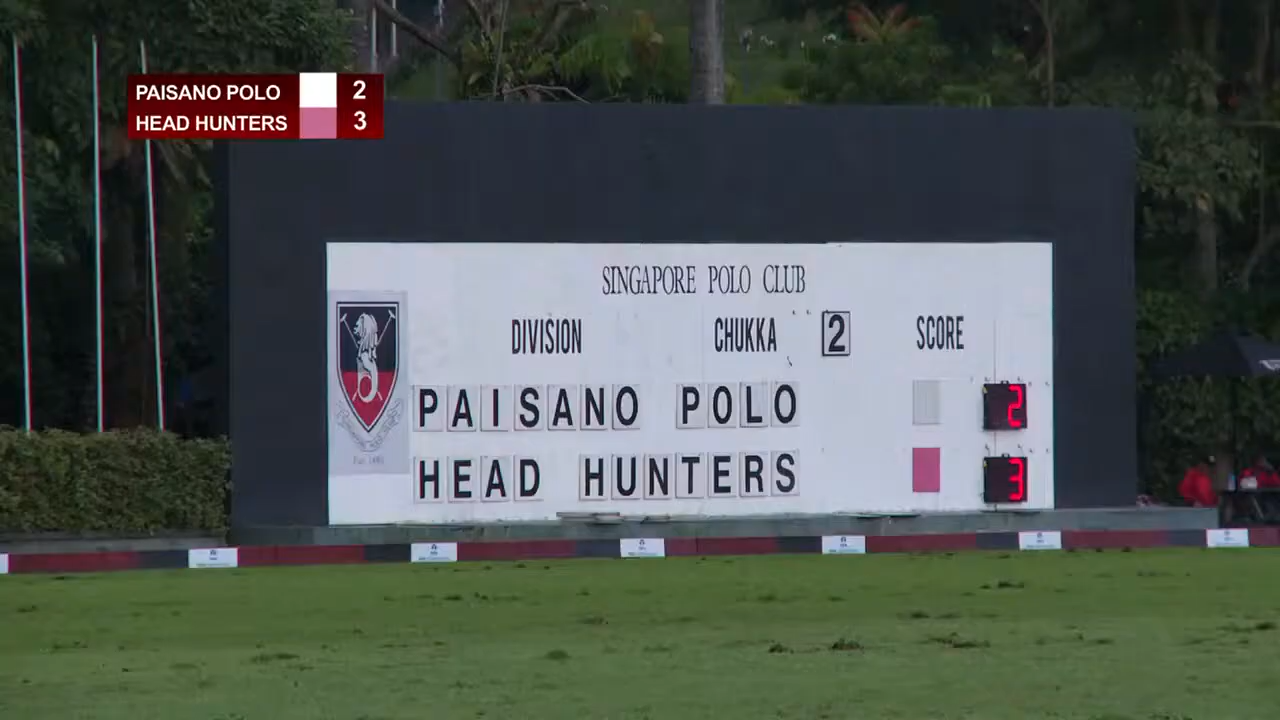 PAISANO POLO 2
HEAD HUNTERS 3
SINGAPORE POLO CLUB
DIVISION CHUKKA 2 SCORE
PAISANO POLO 2
HEAD HUNTERS 3